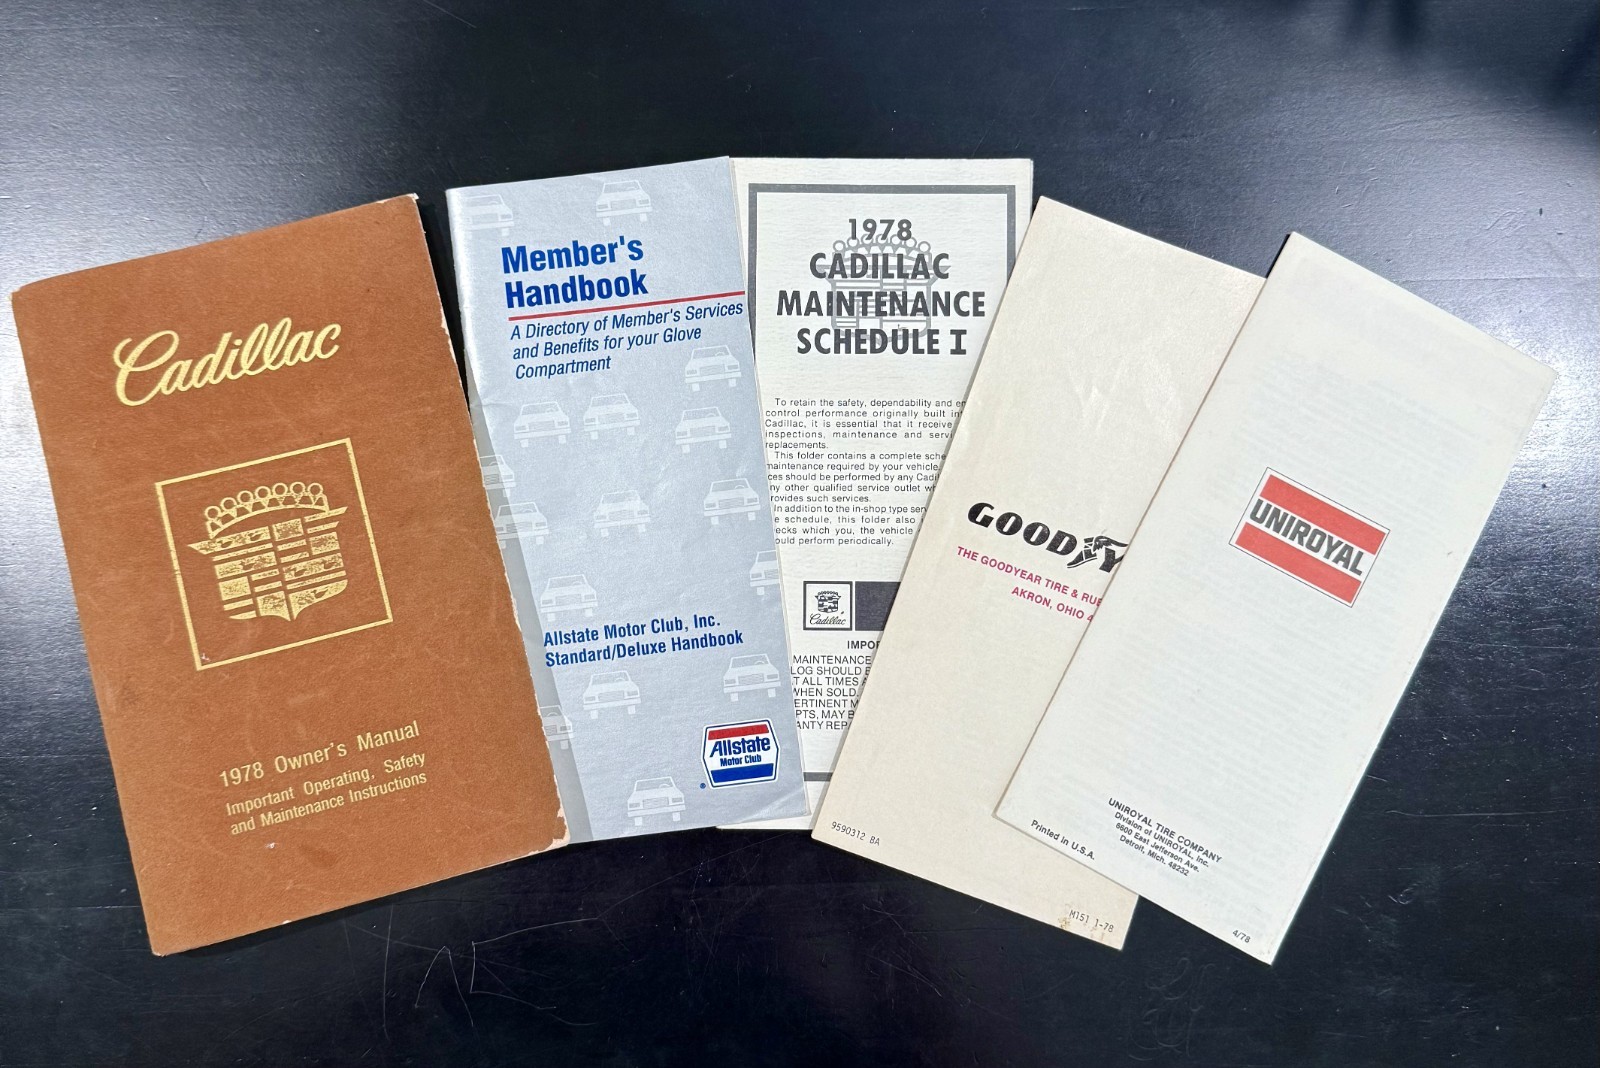 Cadillac
1978 Owner's Manual
Important Operating, Safety
and Maintenance Instructions
Member's
Handbook
A Directory of Member's Services
and Benefits for your Glove
Compartment
Allstate Motor Club, Inc.
Standard/Deluxe Handbook
Allstate
Motor Club
®
1978
CADILLAC
MAINTENANCE
SCHEDULE I
To retain the safety, dependability and
control performance originally built
Cadillac, it is essential that it receive
inspections, maintenance and
replacements.
This folder contains a complete
maintenance required by your vehicle.
should be performed by any
other qualified service outlet
provides such services.
In addition to the in-shop type
schedule, this folder also
which you, the vehicle
perform periodically.
Cadillac
MAINTENANCE
LOG SHOULD
ALL TIMES
WHEN SOLD.
MAY
GOODY
THE GOODYEAR TIRE &
AKRON, OHIO 4
9590312 BA
M151 1-78
UNIROYAL
UNIROYAL TIRE COMPANY
Division of UNIROYAL, Inc.
8600 East Jefferson Ave.
Detroit, Mich. 48232
Printed in U.S.A.
4/78